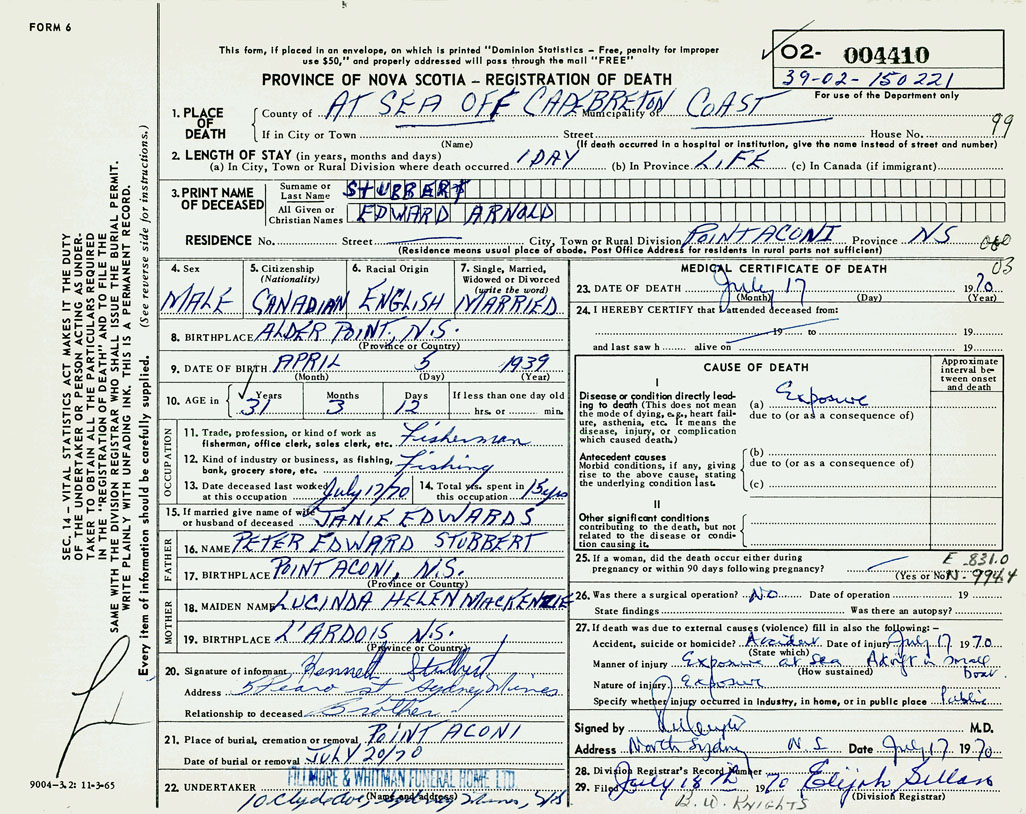 FORM 6
This form, if placed in an envelope, on which is printed "Dominion Statistics – Free, penalty for improper
use $50," and properly addressed will pass through the mail "FREE"
PROVINCE OF NOVA SCOTIA – REGISTRATION OF DEATH
O2- 004410
39-02-150221
For use of the Department only
99
1. PLACE OF DEATH County of AT SEA OFF CAPE BRETON Municipality of COAST
If in City or Town Street House No.
(Name) (If death occurred in a hospital or institution, give the name instead of street and number)
2. LENGTH OF STAY (in years, months and days)
(a) In City, Town or Rural Division where death occurred 1 DAY (b) In Province LIFE (c) In Canada (if immigrant)
3. PRINT NAME OF DECEASED Surname or Last Name STUBBERT
All Given or Christian Names EDWARD ARNOLD
RESIDENCE No. Street City, Town or Rural Division POINT ACONI Province NS
(Residence means usual place of abode. Post Office Address for residents in rural parts not sufficient)
03
4. Sex MALE
5. Citizenship (Nationality) CANADIAN
6. Racial Origin ENGLISH
7. Single, Married, Widowed or Divorced (write the word) MARRIED
8. BIRTHPLACE ALDER POINT, N.S.
(Province or Country)
9. DATE OF BIRTH APRIL 5 1939
(Month) (Day) (Year)
10. AGE in Years 31 Months 3 Days 12 If less than one day old
hrs. or min.
OCCUPATION
11. Trade, profession, or kind of work as fisherman, office clerk, sales clerk, etc. Fisherman
12. Kind of industry or business, as fishing, bank, grocery store, etc. Fishing
13. Date deceased last worked at this occupation July 17/70
14. Total yrs. spent in this occupation 15 yrs
15. If married give name of wife or husband of deceased JANIE EDWARDS
FATHER
16. NAME PETER EDWARD STUBBERT
17. BIRTHPLACE POINT ACONI, N.S.
(Province or Country)
MOTHER
18. MAIDEN NAME LUCINDA HELEN MACKENZIE
19. BIRTHPLACE L'ARDOIS N.S.
(Province or Country)
20. Signature of informant Kenneth Stubbert
Address St Sydney Mines
Relationship to deceased Brother
21. Place of burial, cremation or removal POINT ACONI
Date of burial or removal JULY 20/70
22. UNDERTAKER FILLMORE & WHITMAN FUNERAL HOME LTD.
(Name and address)
10 Clyde Ave, Sydney Mines, N.S.
MEDICAL CERTIFICATE OF DEATH
23. DATE OF DEATH July 17 1970
(Month) (Day) (Year)
24. I HEREBY CERTIFY that I attended deceased from:
19 to 19
and last saw h alive on 19
CAUSE OF DEATH
Approximate interval between onset and death
I
Disease or condition directly leading to death (This does not mean the mode of dying, e.g., heart failure, asthenia, etc. It means the disease, injury, or complication which caused death.)
(a) Exposure
due to (or as a consequence of)
Antecedent causes
Morbid conditions, if any, giving rise to the above cause, stating the underlying condition last.
(b)
due to (or as a consequence of)
(c)
II
Other significant conditions
contributing to the death, but not related to the disease or condition causing it.
25. If a woman, did the death occur either during pregnancy or within 90 days following pregnancy?
(Yes or No)
E 831.0
N-994.4
26. Was there a surgical operation? No Date of operation 19
State findings Was there an autopsy?
27. If death was due to external causes (violence) fill in also the following: –
Accident, suicide or homicide? Accident Date of injury July 17 1970
(State which)
Manner of injury Exposure at sea Adrift in small boat
(How sustained)
Nature of injury Exposure
Specify whether injury occurred in industry, in home, or in public place Public
Signed by M.D.
Address North Sydney N S Date July 17 1970
28. Division Registrar's Record Number
29. Filed July 18th 1970 Elijah
(Division Registrar)
B. W. KNIGHTS
SEC. 14 – VITAL STATISTICS ACT MAKES IT THE DUTY
OF THE UNDERTAKER OR PERSON ACTING AS UNDER-
TAKER TO OBTAIN ALL THE PARTICULARS REQUIRED
IN THE "REGISTRATION OF DEATH" AND TO FILE THE
SAME WITH THE DIVISION REGISTRAR WHO SHALL ISSUE THE BURIAL PERMIT.
WRITE PLAINLY WITH UNFADING INK. THIS IS A PERMANENT RECORD.
Every item of information should be carefully supplied. (See reverse side for instructions.)
9004-3.2: 11-3-65